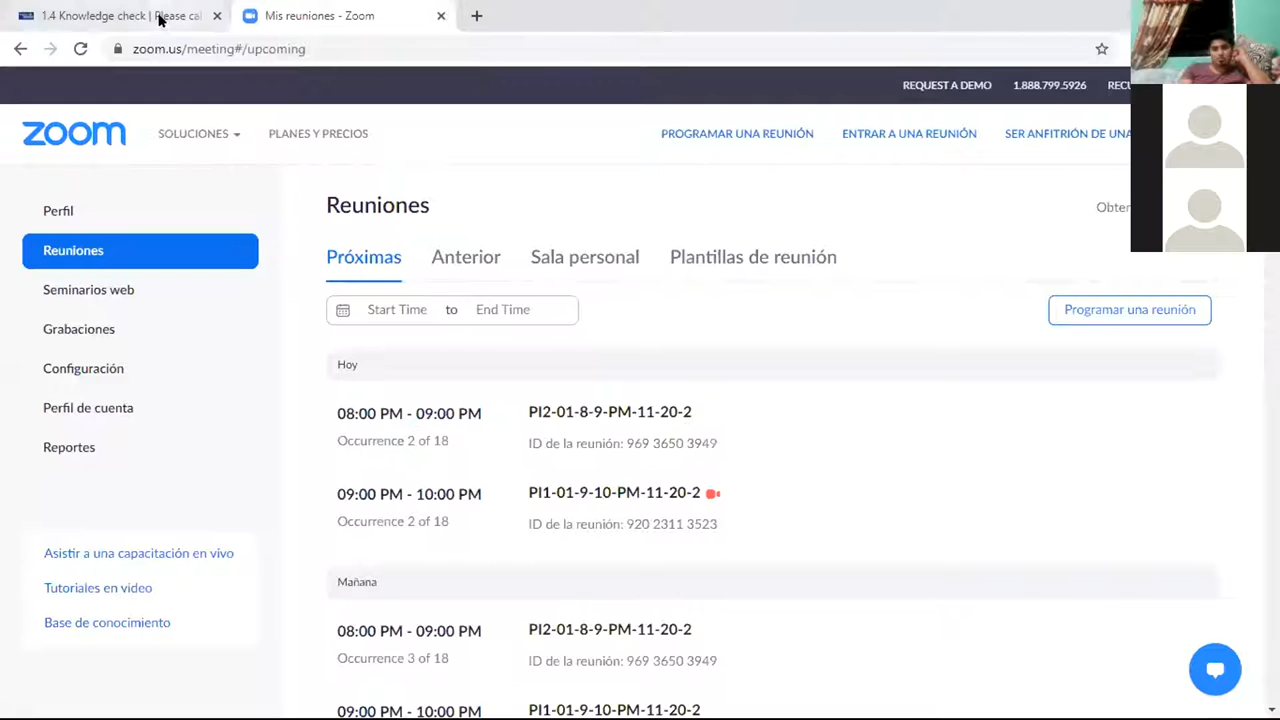 1.4 Knowledge check | Please cal
Mis reuniones - Zoom
zoom.us/meeting#/upcoming
REQUEST A DEMO 1.888.799.5926 RECU
zoom SOLUCIONES PLANES Y PRECIOS PROGRAMAR UNA REUNIÓN ENTRAR A UNA REUNIÓN SER ANFITRIÓN DE UNA
Perfil
Reuniones
Seminarios web
Grabaciones
Configuración
Perfil de cuenta
Reportes
Asistir a una capacitación en vivo
Tutoriales en video
Base de conocimiento
Reuniones
Obten
Próximas Anterior Sala personal Plantillas de reunión
Start Time to End Time
Programar una reunión
Hoy
08:00 PM - 09:00 PM PI2-01-8-9-PM-11-20-2
Occurrence 2 of 18 ID de la reunión: 969 3650 3949
09:00 PM - 10:00 PM PI1-01-9-10-PM-11-20-2
Occurrence 2 of 18 ID de la reunión: 920 2311 3523
Mañana
08:00 PM - 09:00 PM PI2-01-8-9-PM-11-20-2
Occurrence 3 of 18 ID de la reunión: 969 3650 3949
09:00 PM - 10:00 PM PI1-01-9-10-PM-11-20-2